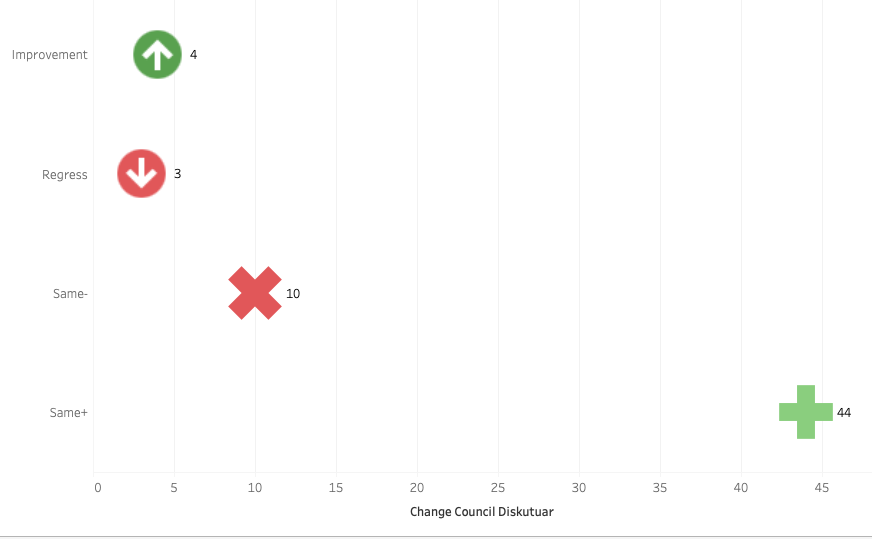 Improvement 4
Regress 3
Same- 10
Same+ 44
0 5 10 15 20 25 30 35 40 45
Change Council Diskutuar